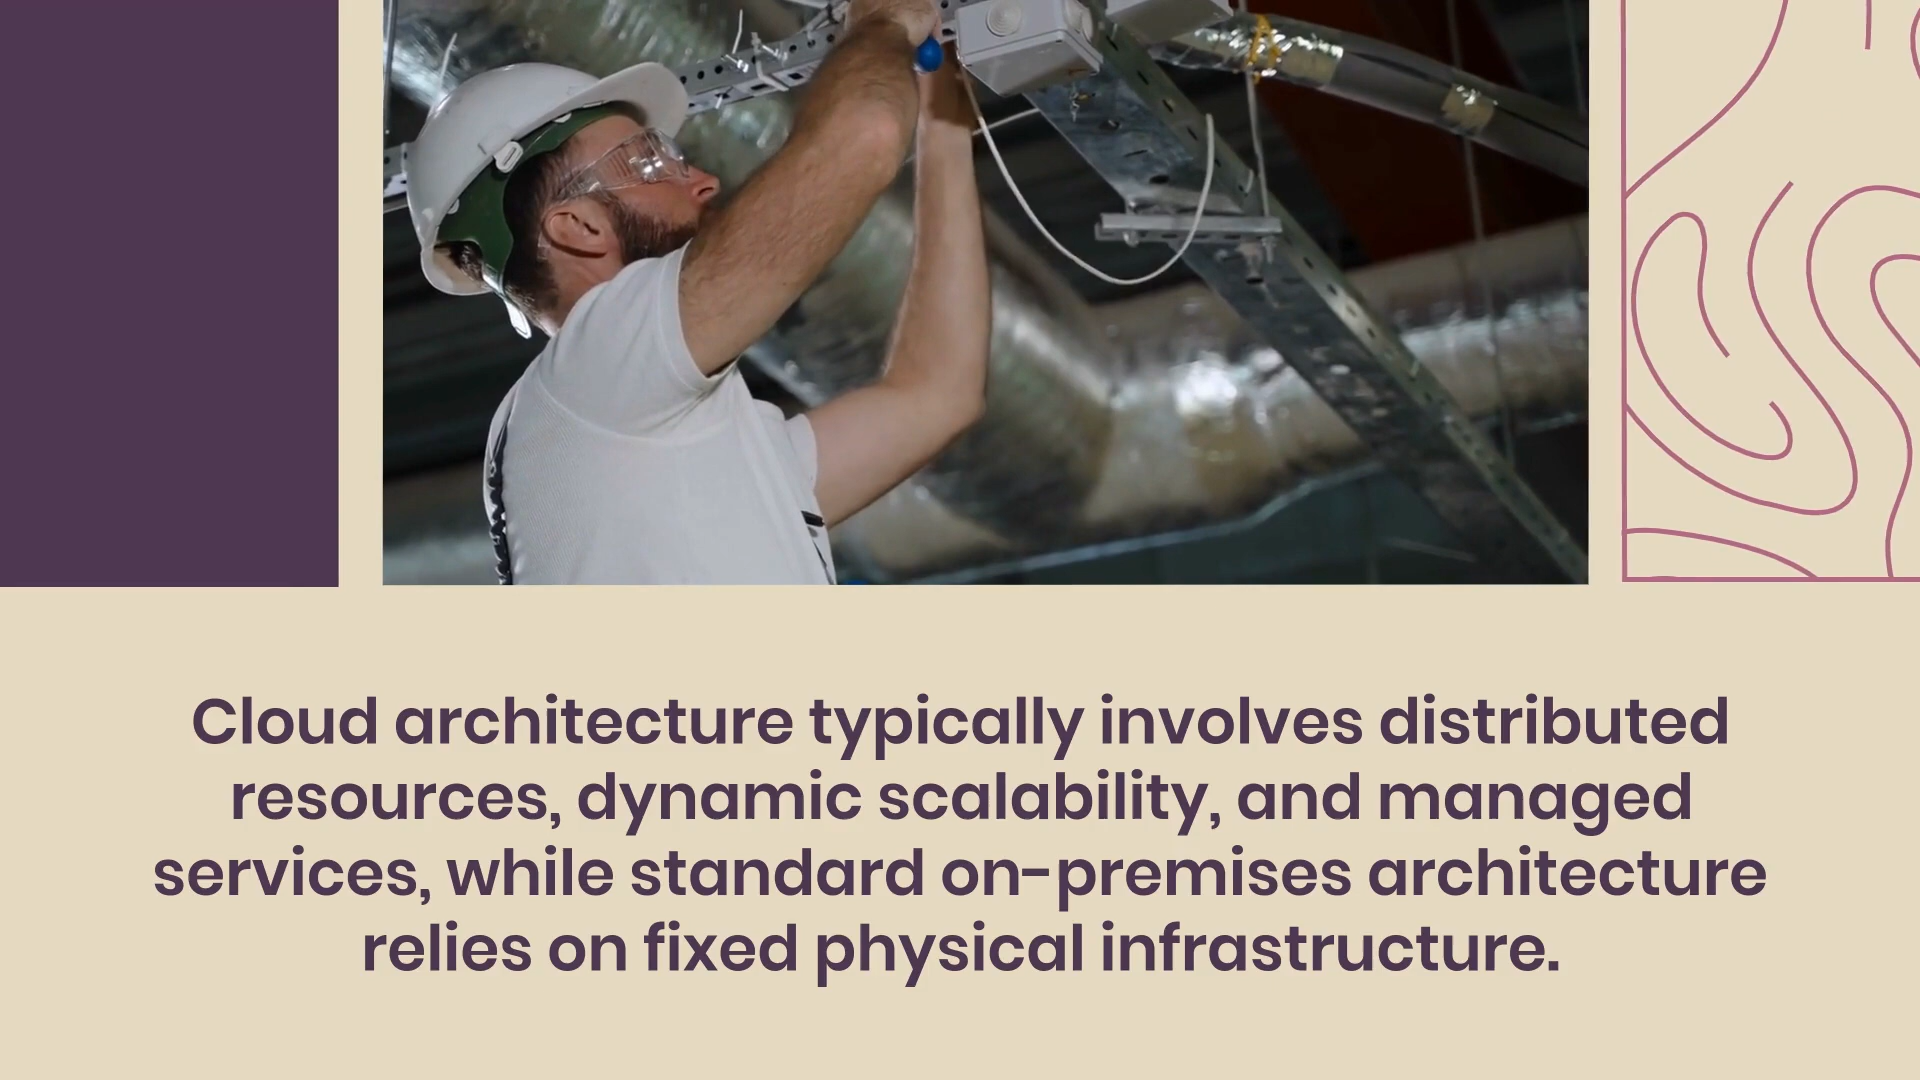 Cloud architecture typically involves distributed
resources, dynamic scalability, and managed
services, while standard on-premises architecture
relies on fixed physical infrastructure.